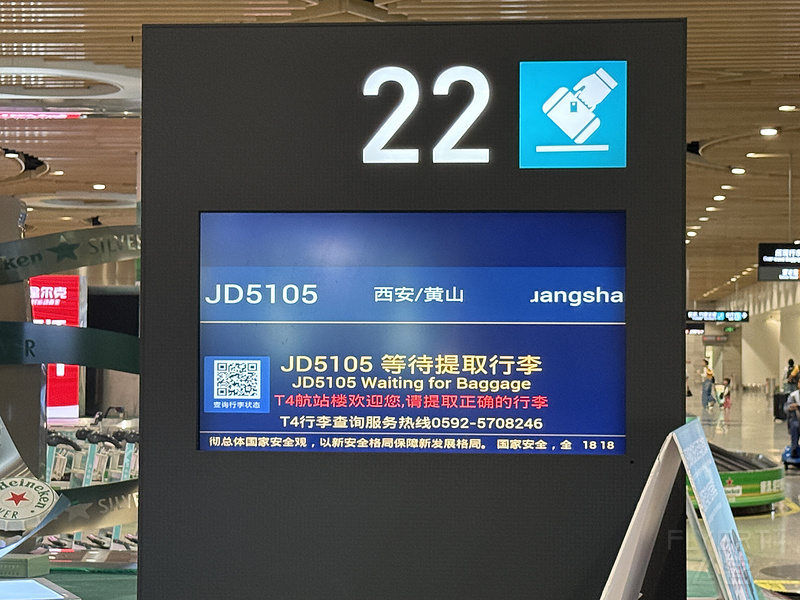 22
JD5105 西安/黄山 uangsha
JD5105 等待提取行李
JD5105 Waiting for Baggage
T4航站楼欢迎您,请提取正确的行李
查询行李状态
T4行李查询服务热线0592-5708246
彻总体国家安全观，以新安全格局保障新发展格局。 国家安全，全 18 18
ken ★ SILVER
Heineken